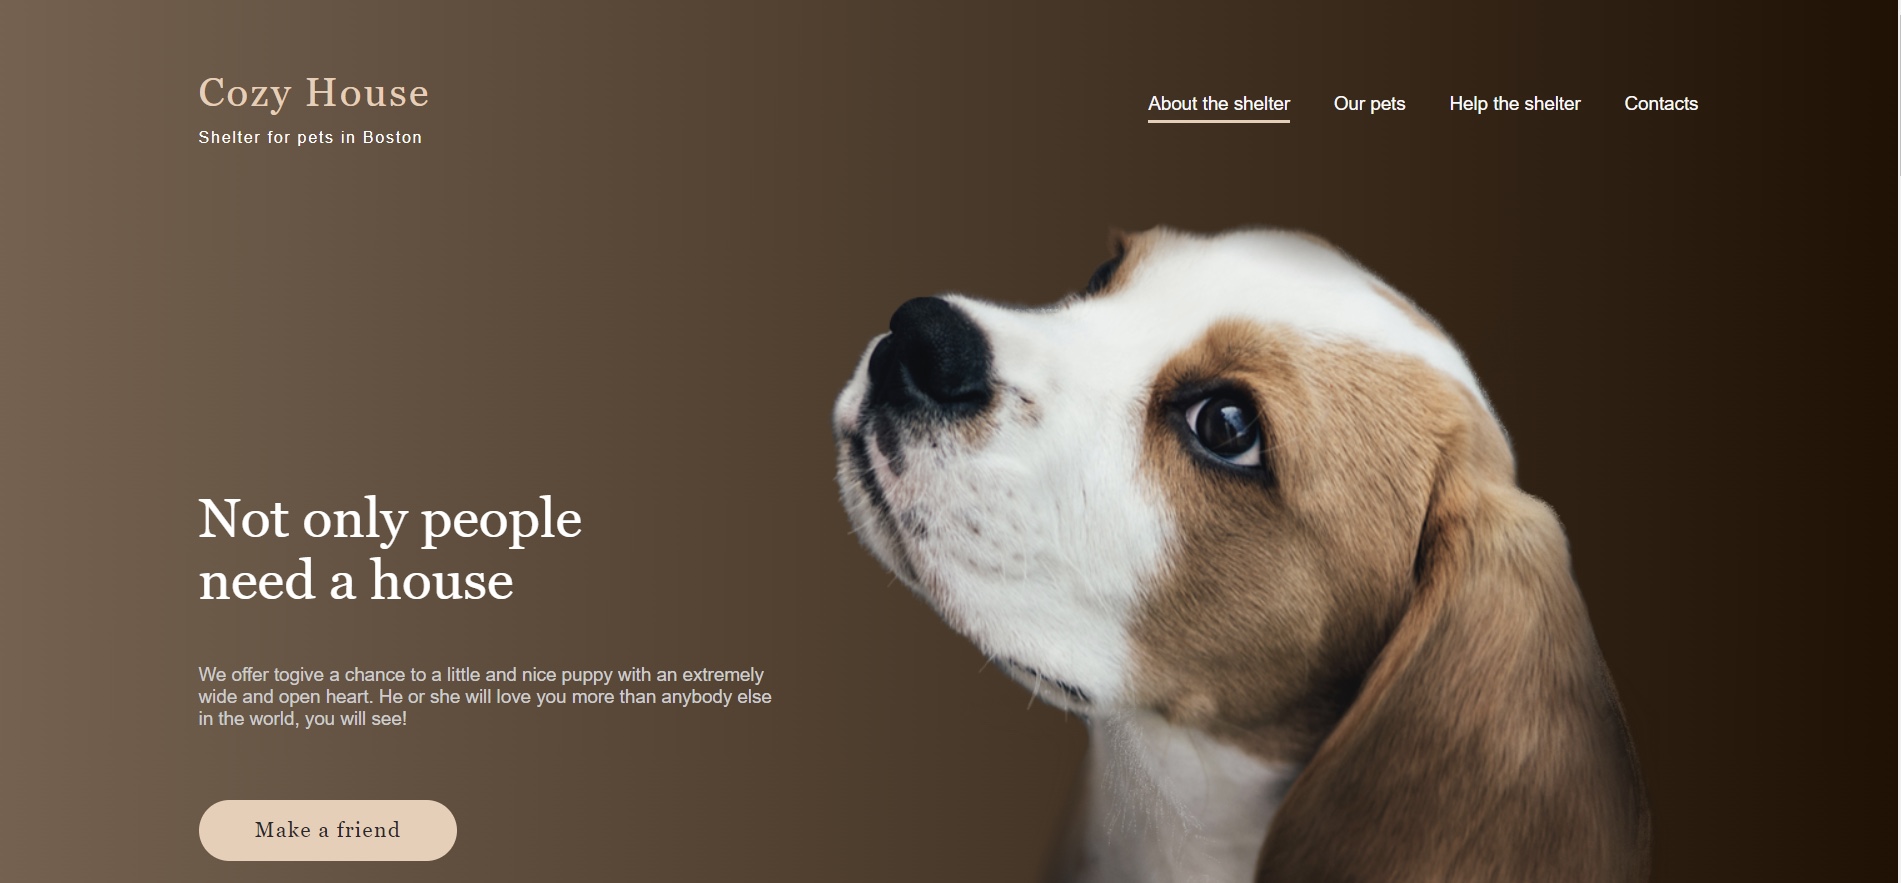 Cozy House
Shelter for pets in Boston
About the shelter
Our pets
Help the shelter
Contacts
Not only people
need a house
We offer togive a chance to a little and nice puppy with an extremely
wide and open heart. He or she will love you more than anybody else
in the world, you will see!
Make a friend